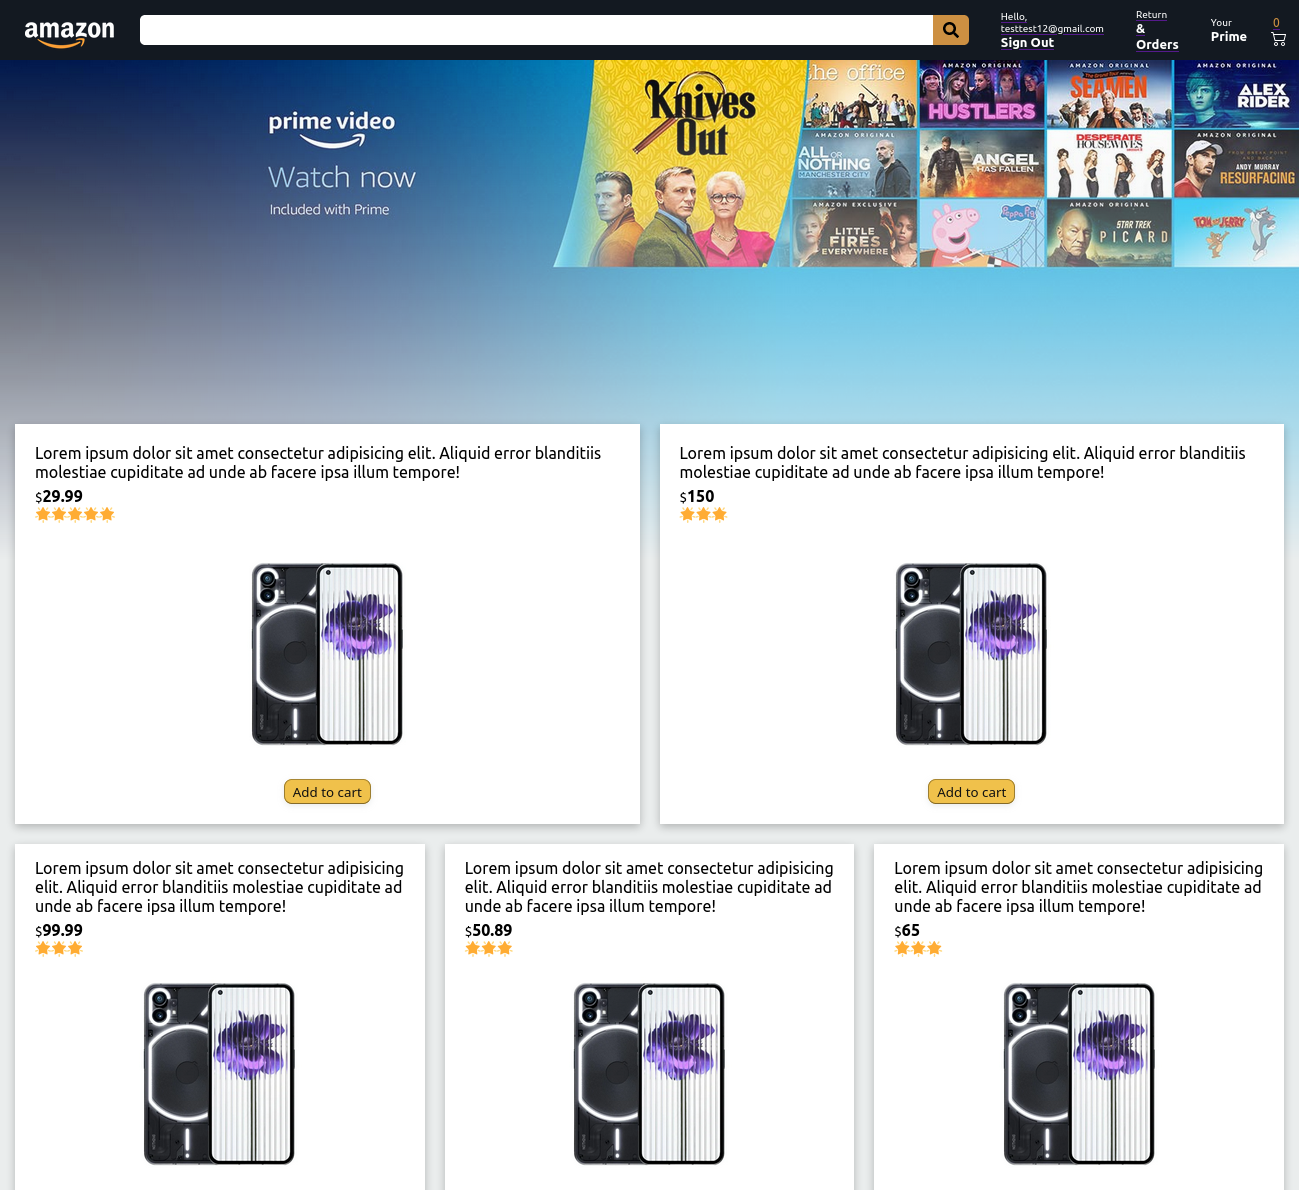 amazon
Hello,
testtest12@gmail.com
Sign Out
Return
&
Orders
Your
Prime
0
prime video
Watch now
Included with Prime
Knives
Out
the office
AMAZON ORIGINAL
HUSTLERS
AMAZON ORIGINAL
The Grand Tour
SEAMEN
AMAZON ORIGINAL
ALEX
RIDER
AMAZON ORIGINAL
ALL OR
NOTHING
MANCHESTER CITY
ANGEL
HAS FALLEN
DESPERATE
HOUSEWIVES
AMAZON ORIGINAL
ANDY MURRAY
RESURFACING
AMAZON EXCLUSIVE
LITTLE
FIRES
EVERYWHERE
Peppa Pig
AMAZON ORIGINAL
STAR TREK
PICARD
TOM and JERRY
Lorem ipsum dolor sit amet consectetur adipisicing elit. Aliquid error blanditiis
molestiae cupiditate ad unde ab facere ipsa illum tempore!
$29.99
Add to cart
Lorem ipsum dolor sit amet consectetur adipisicing elit. Aliquid error blanditiis
molestiae cupiditate ad unde ab facere ipsa illum tempore!
$150
Add to cart
Lorem ipsum dolor sit amet consectetur adipisicing
elit. Aliquid error blanditiis molestiae cupiditate ad
unde ab facere ipsa illum tempore!
$99.99
Lorem ipsum dolor sit amet consectetur adipisicing
elit. Aliquid error blanditiis molestiae cupiditate ad
unde ab facere ipsa illum tempore!
$50.89
Lorem ipsum dolor sit amet consectetur adipisicing
elit. Aliquid error blanditiis molestiae cupiditate ad
unde ab facere ipsa illum tempore!
$65